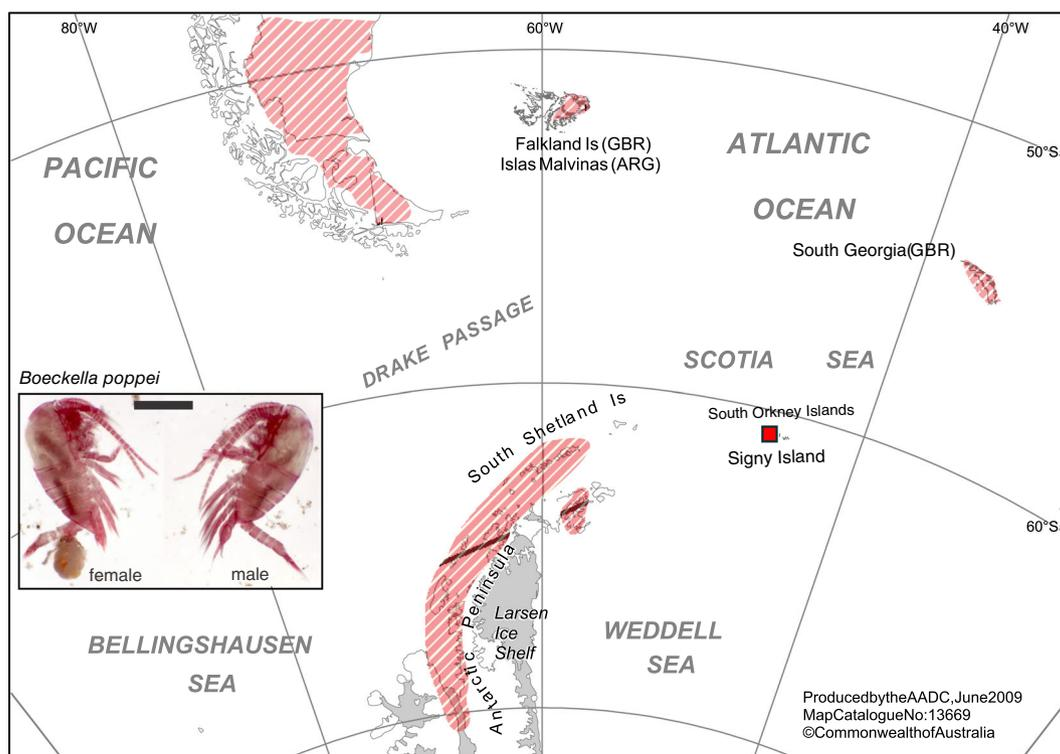 80°W
60°W
40°W
50°S
Falkland Is (GBR)
Islas Malvinas (ARG)
ATLANTIC
OCEAN
PACIFIC
OCEAN
South Georgia(GBR)
DRAKE PASSAGE
SCOTIA SEA
Boeckella poppei
South Shetland Is
South Orkney Islands
Signy Island
60°S
female
male
Antarctic Peninsula
Larsen
Ice
Shelf
BELLINGSHAUSEN
SEA
WEDDELL
SEA
ProducedbytheAADC,June2009
MapCatalogueNo:13669
©CommonwealthofAustralia